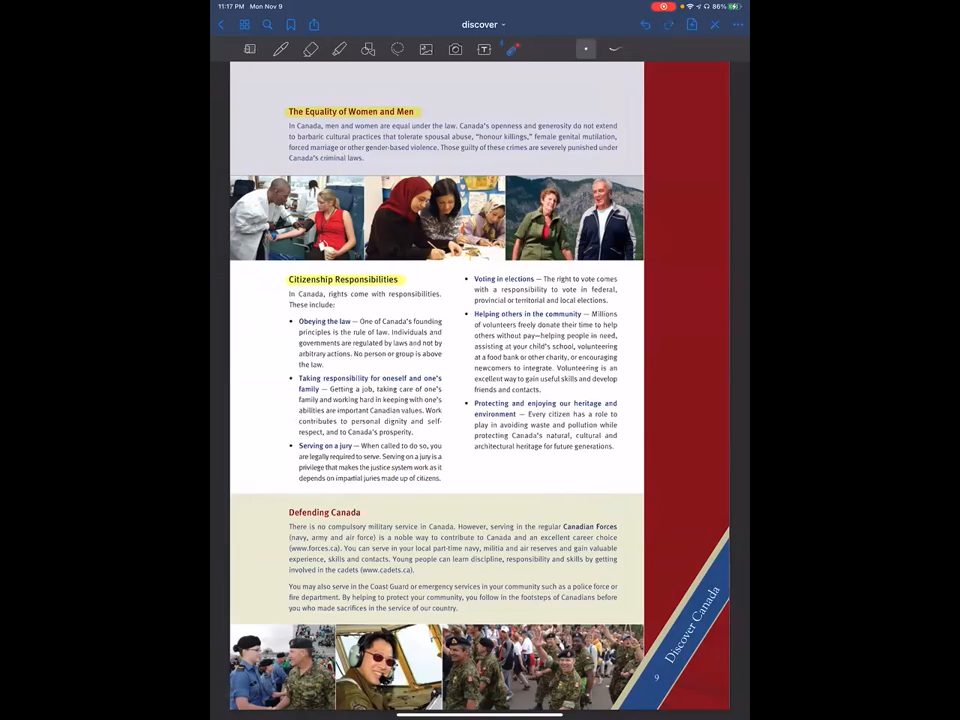 11:17 PM Mon Nov 9
86%
discover
T
The Equality of Women and Men
In Canada, men and women are equal under the law. Canada's openness and generosity do not extend
to barbaric cultural practices that tolerate spousal abuse, "honour killings," female genital mutilation,
forced marriage or other gender-based violence. Those guilty of these crimes are severely punished under
Canada's criminal laws.
Citizenship Responsibilities
In Canada, rights come with responsibilities.
These include:
• Obeying the law — One of Canada's founding
principles is the rule of law. Individuals and
governments are regulated by laws and not by
arbitrary actions. No person or group is above
the law.
• Taking responsibility for oneself and one's
family — Getting a job, taking care of one's
family and working hard in keeping with one's
abilities are important Canadian values. Work
contributes to personal dignity and self-
respect, and to Canada's prosperity.
• Serving on a jury — When called to do so, you
are legally required to serve. Serving on a jury is a
privilege that makes the justice system work as it
depends on impartial juries made up of citizens.
• Voting in elections — The right to vote comes
with a responsibility to vote in federal,
provincial or territorial and local elections.
• Helping others in the community — Millions
of volunteers freely donate their time to help
others without pay—helping people in need,
assisting at your child's school, volunteering
at a food bank or other charity, or encouraging
newcomers to integrate. Volunteering is an
excellent way to gain useful skills and develop
friends and contacts.
• Protecting and enjoying our heritage and
environment — Every citizen has a role to
play in avoiding waste and pollution while
protecting Canada's natural, cultural and
architectural heritage for future generations.
Defending Canada
There is no compulsory military service in Canada. However, serving in the regular Canadian Forces
(navy, army and air force) is a noble way to contribute to Canada and an excellent career choice
(www.forces.ca). You can serve in your local part-time navy, militia and air reserves and gain valuable
experience, skills and contacts. Young people can learn discipline, responsibility and skills by getting
involved in the cadets (www.cadets.ca).
You may also serve in the Coast Guard or emergency services in your community such as a police force or
fire department. By helping to protect your community, you follow in the footsteps of Canadians before
you who made sacrifices in the service of our country.
Discover Canada
9